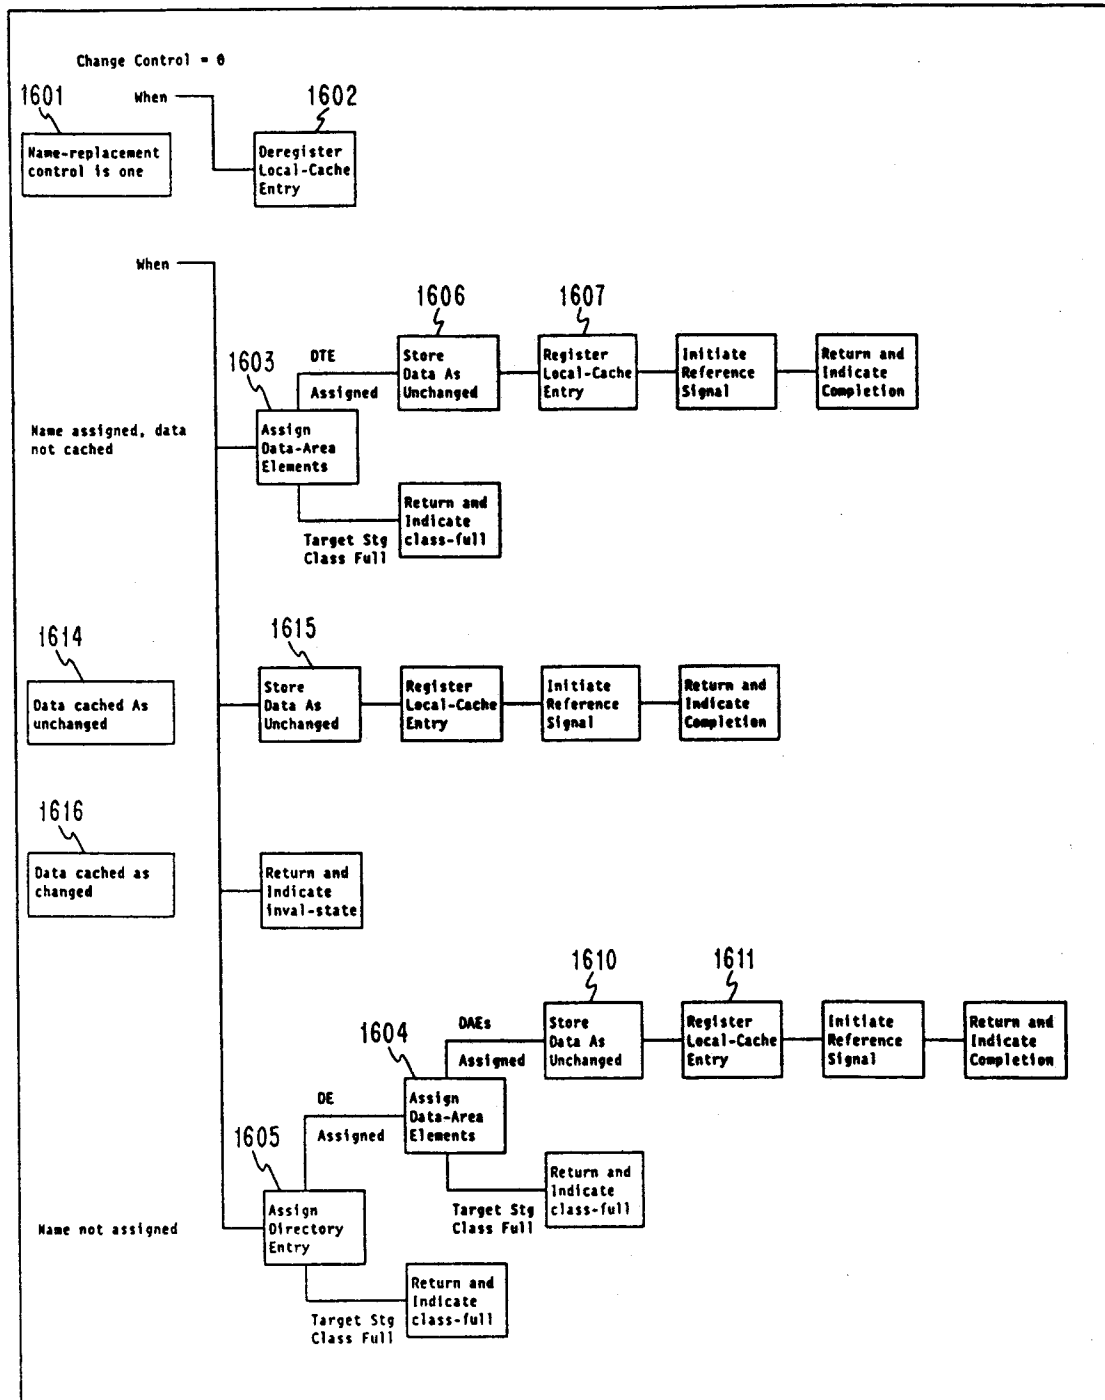 Change Control = 0
When
1601
1602
Name-replacement
control is one
Deregister
Local-Cache
Entry
When
1606
1607
1603
DTE
Assigned
Store
Data As
Unchanged
Register
Local-Cache
Entry
Initiate
Reference
Signal
Return and
Indicate
Completion
Name assigned, data
not cached
Assign
Data-Area
Elements
Target Stg
Class Full
Return and
Indicate
class-full
1614
1615
Data cached As
unchanged
Store
Data As
Unchanged
Register
Local-Cache
Entry
Initiate
Reference
Signal
Return and
Indicate
Completion
1616
Data cached as
changed
Return and
Indicate
inval-state
1610
1611
1604
DAEs
Assigned
Store
Data As
Unchanged
Register
Local-Cache
Entry
Initiate
Reference
Signal
Return and
Indicate
Completion
1605
DE
Assigned
Assign
Data-Area
Elements
Target Stg
Class Full
Return and
Indicate
class-full
Name not assigned
Assign
Directory
Entry
Target Stg
Class Full
Return and
Indicate
class-full